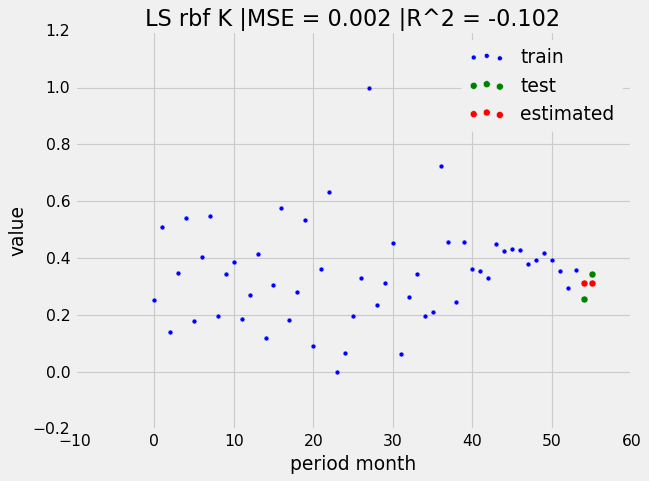 LS rbf K |MSE = 0.002 |R^2 = -0.102
1.2
1.0
0.8
0.6
0.4
0.2
0.0
−0.2
value
train
test
estimated
−10 0 10 20 30 40 50 60
period month